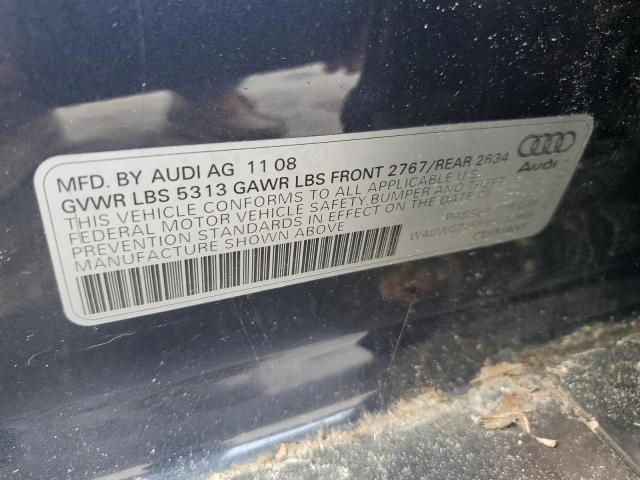 MFD. BY AUDI AG 11 08
GVWR LBS 5313 GAWR LBS FRONT 2767/REAR 2634
THIS VEHICLE CONFORMS TO ALL APPLICABLE U.S.
FEDERAL MOTOR VEHICLE SAFETY, BUMPER AND THEFT
PREVENTION STANDARDS IN EFFECT ON THE DATE OF
MANUFACTURE SHOWN ABOVE
Audi
GERMANY